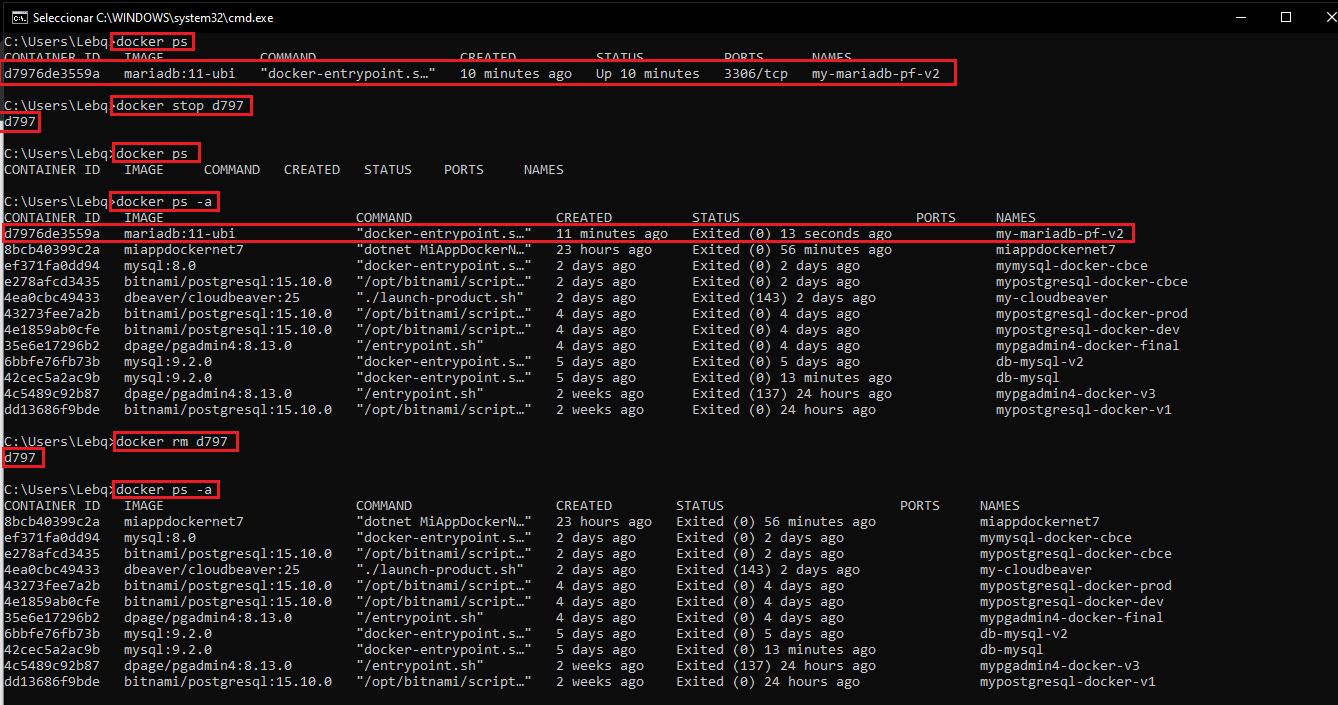 Seleccionar C:\WINDOWS\system32\cmd.exe
C:\Users\Lebq>docker ps
CONTAINER ID   IMAGE            COMMAND                  CREATED          STATUS          PORTS      NAMES
d7976de3559a   mariadb:11-ubi   "docker-entrypoint.s…"   10 minutes ago   Up 10 minutes   3306/tcp   my-mariadb-pf-v2
C:\Users\Lebq>docker stop d797
d797
C:\Users\Lebq>docker ps
CONTAINER ID   IMAGE     COMMAND   CREATED   STATUS    PORTS     NAMES
C:\Users\Lebq>docker ps -a
CONTAINER ID   IMAGE                        COMMAND                  CREATED          STATUS                      PORTS     NAMES
d7976de3559a   mariadb:11-ubi               "docker-entrypoint.s…"   11 minutes ago   Exited (0) 13 seconds ago             my-mariadb-pf-v2
8bcb40399c2a   miappdockernet7              "dotnet MiAppDockerN…"   23 hours ago     Exited (0) 56 minutes ago             miappdockernet7
ef371fa0dd94   mysql:8.0                    "docker-entrypoint.s…"   2 days ago       Exited (0) 2 days ago                 mymysql-docker-cbce
e278afcd3435   bitnami/postgresql:15.10.0   "/opt/bitnami/script…"   2 days ago       Exited (0) 2 days ago                 mypostgresql-docker-cbce
4ea0cbc49433   dbeaver/cloudbeaver:25       "./launch-product.sh"    2 days ago       Exited (143) 2 days ago               my-cloudbeaver
43273fee7a2b   bitnami/postgresql:15.10.0   "/opt/bitnami/script…"   4 days ago       Exited (0) 4 days ago                 mypostgresql-docker-prod
4e1859ab0cfe   bitnami/postgresql:15.10.0   "/opt/bitnami/script…"   4 days ago       Exited (0) 4 days ago                 mypostgresql-docker-dev
35e6e17296b2   dpage/pgadmin4:8.13.0        "/entrypoint.sh"         4 days ago       Exited (0) 4 days ago                 mypgadmin4-docker-final
6bbfe76fb73b   mysql:9.2.0                  "docker-entrypoint.s…"   5 days ago       Exited (0) 5 days ago                 db-mysql-v2
42cec5a2ac9b   mysql:9.2.0                  "docker-entrypoint.s…"   5 days ago       Exited (0) 13 minutes ago             db-mysql
4c5489c92b87   dpage/pgadmin4:8.13.0        "/entrypoint.sh"         2 weeks ago      Exited (137) 24 hours ago             mypgadmin4-docker-v3
dd13686f9bde   bitnami/postgresql:15.10.0   "/opt/bitnami/script…"   2 weeks ago      Exited (0) 24 hours ago               mypostgresql-docker-v1
C:\Users\Lebq>docker rm d797
d797
C:\Users\Lebq>docker ps -a
CONTAINER ID   IMAGE                        COMMAND                  CREATED        STATUS                      PORTS     NAMES
8bcb40399c2a   miappdockernet7              "dotnet MiAppDockerN…"   23 hours ago   Exited (0) 56 minutes ago             miappdockernet7
ef371fa0dd94   mysql:8.0                    "docker-entrypoint.s…"   2 days ago     Exited (0) 2 days ago                 mymysql-docker-cbce
e278afcd3435   bitnami/postgresql:15.10.0   "/opt/bitnami/script…"   2 days ago     Exited (0) 2 days ago                 mypostgresql-docker-cbce
4ea0cbc49433   dbeaver/cloudbeaver:25       "./launch-product.sh"    2 days ago     Exited (143) 2 days ago               my-cloudbeaver
43273fee7a2b   bitnami/postgresql:15.10.0   "/opt/bitnami/script…"   4 days ago     Exited (0) 4 days ago                 mypostgresql-docker-prod
4e1859ab0cfe   bitnami/postgresql:15.10.0   "/opt/bitnami/script…"   4 days ago     Exited (0) 4 days ago                 mypostgresql-docker-dev
35e6e17296b2   dpage/pgadmin4:8.13.0        "/entrypoint.sh"         4 days ago     Exited (0) 4 days ago                 mypgadmin4-docker-final
6bbfe76fb73b   mysql:9.2.0                  "docker-entrypoint.s…"   5 days ago     Exited (0) 5 days ago                 db-mysql-v2
42cec5a2ac9b   mysql:9.2.0                  "docker-entrypoint.s…"   5 days ago     Exited (0) 13 minutes ago             db-mysql
4c5489c92b87   dpage/pgadmin4:8.13.0        "/entrypoint.sh"         2 weeks ago    Exited (137) 24 hours ago             mypgadmin4-docker-v3
dd13686f9bde   bitnami/postgresql:15.10.0   "/opt/bitnami/script…"   2 weeks ago    Exited (0) 24 hours ago               mypostgresql-docker-v1